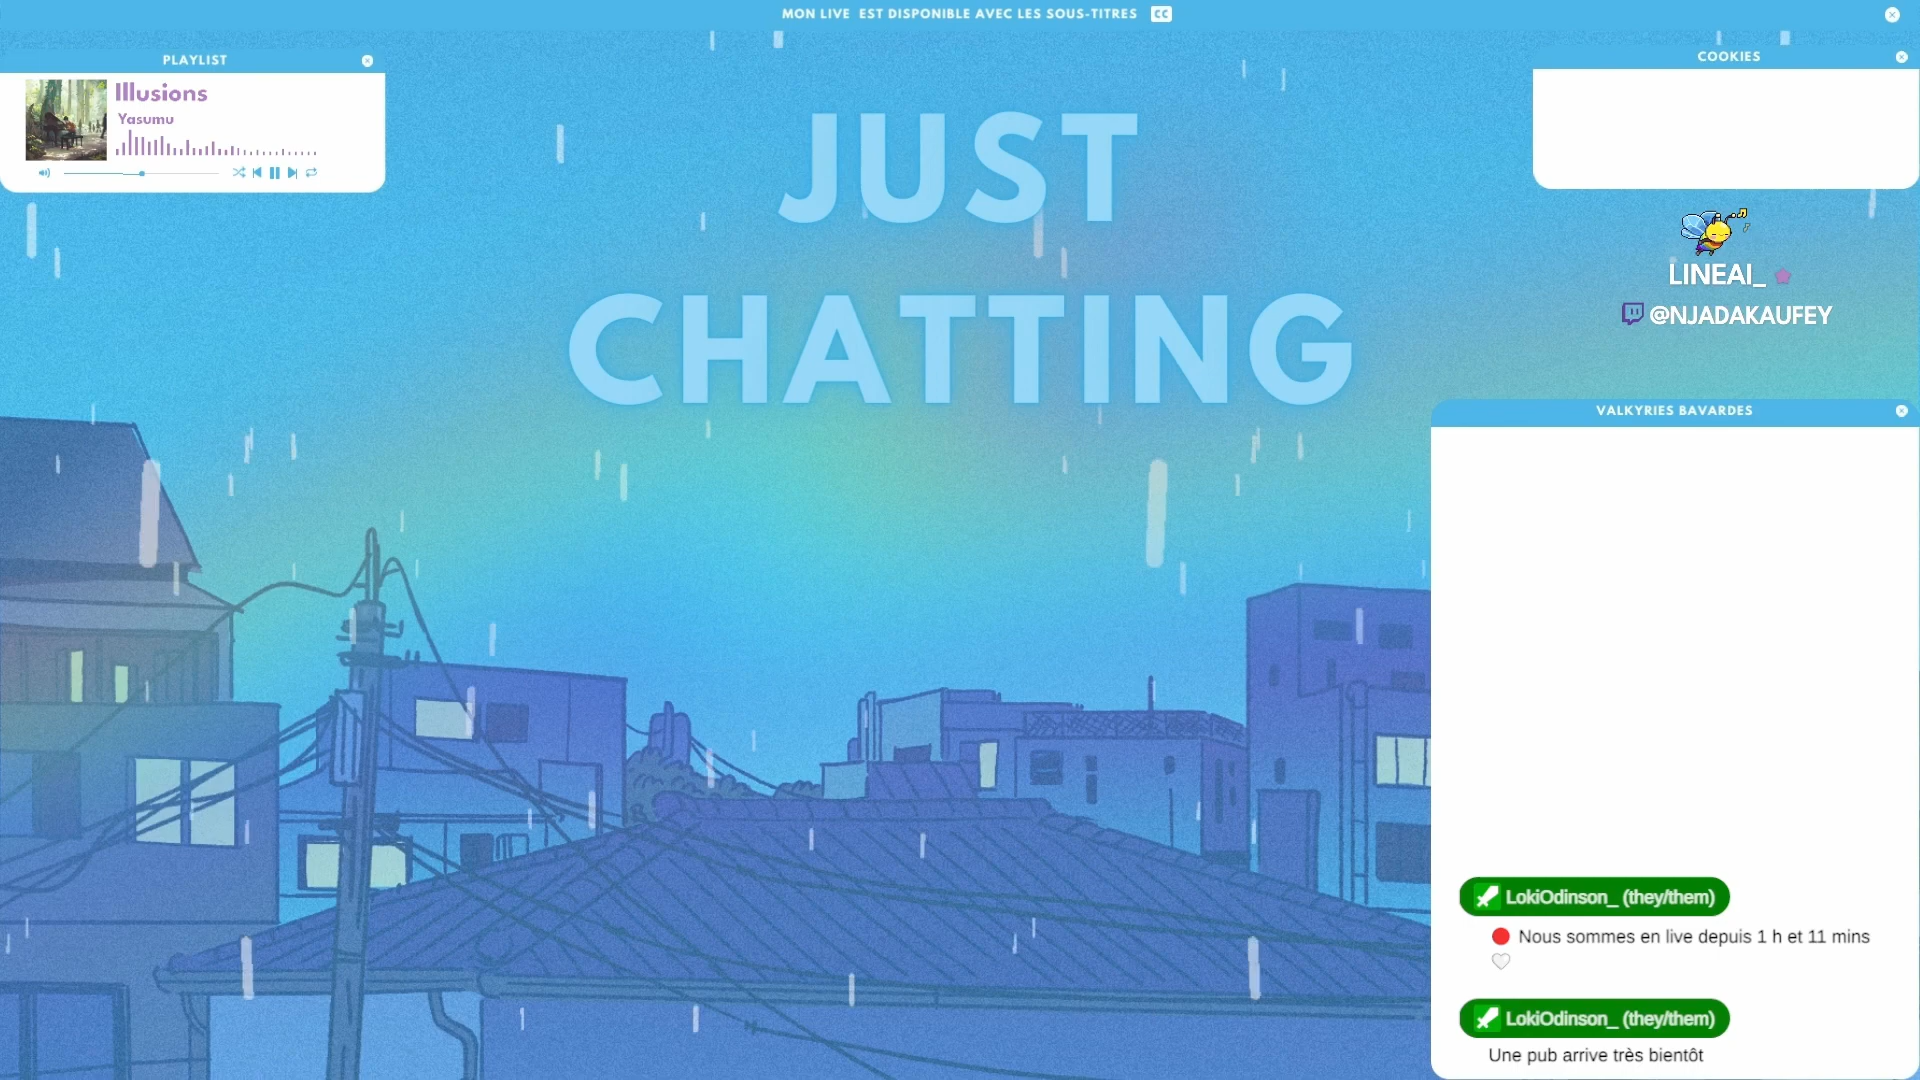 MON LIVE EST DISPONIBLE AVEC LES SOUS-TITRES CC
PLAYLIST
Illusions
Yasumu
JUST
CHATTING
COOKIES
LINEAI_
@NJADAKAUFEY
VALKYRIES BAVARDES
LokiOdinson_ (they/them)
Nous sommes en live depuis 1 h et 11 mins
LokiOdinson_ (they/them)
Une pub arrive très bientôt